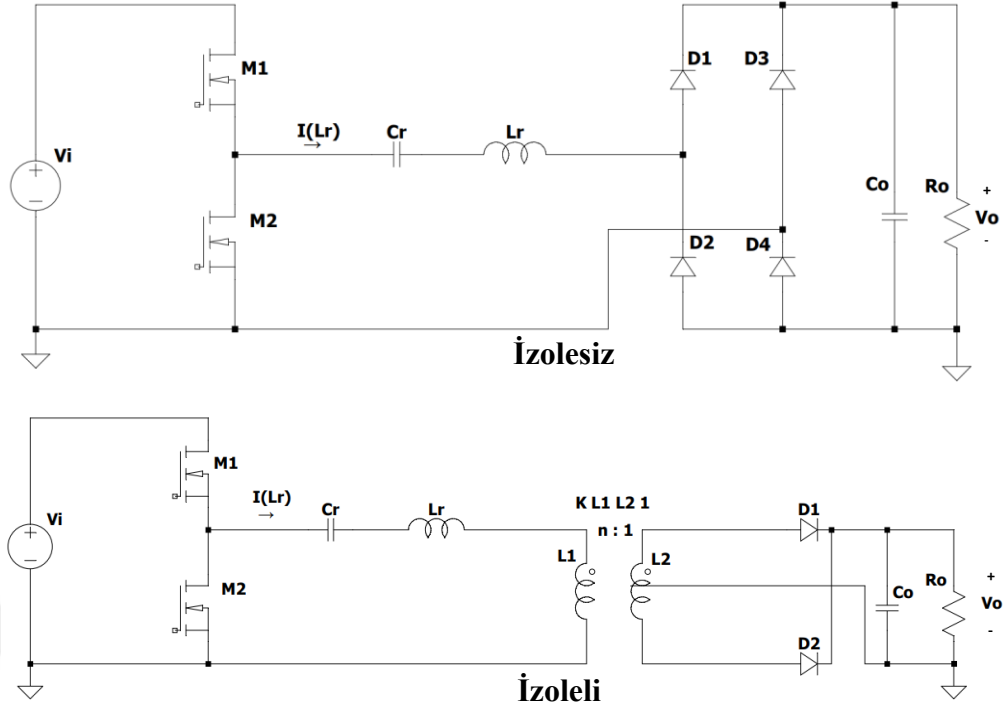 M1
D1
D3
I(Lr)
→
Cr
Lr
Vi
+
−
Co
Ro
+
Vo
-
M2
D2
D4
İzolesiz
M1
I(Lr)
→
Cr
Lr
K L1 L2 1
n : 1
D1
Vi
+
−
L1
L2
M2
Co
Ro
+
Vo
-
D2
İzoleli